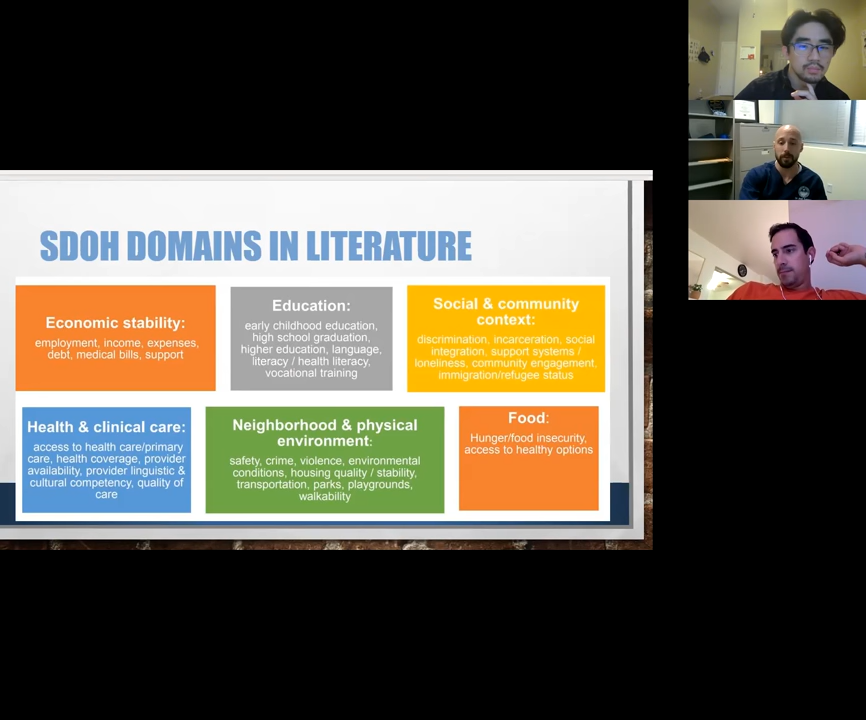 SDOH DOMAINS IN LITERATURE
Economic stability:
employment, income, expenses,
debt, medical bills, support
Education:
early childhood education,
high school graduation,
higher education, language,
literacy / health literacy,
vocational training
Social & community
context:
discrimination, incarceration, social
integration, support systems /
loneliness, community engagement,
immigration/refugee status
Health & clinical care:
access to health care/primary
care, health coverage, provider
availability, provider linguistic &
cultural competency, quality of
care
Neighborhood & physical
environment:
safety, crime, violence, environmental
conditions, housing quality / stability,
transportation, parks, playgrounds,
walkability
Food:
Hunger/food insecurity,
access to healthy options